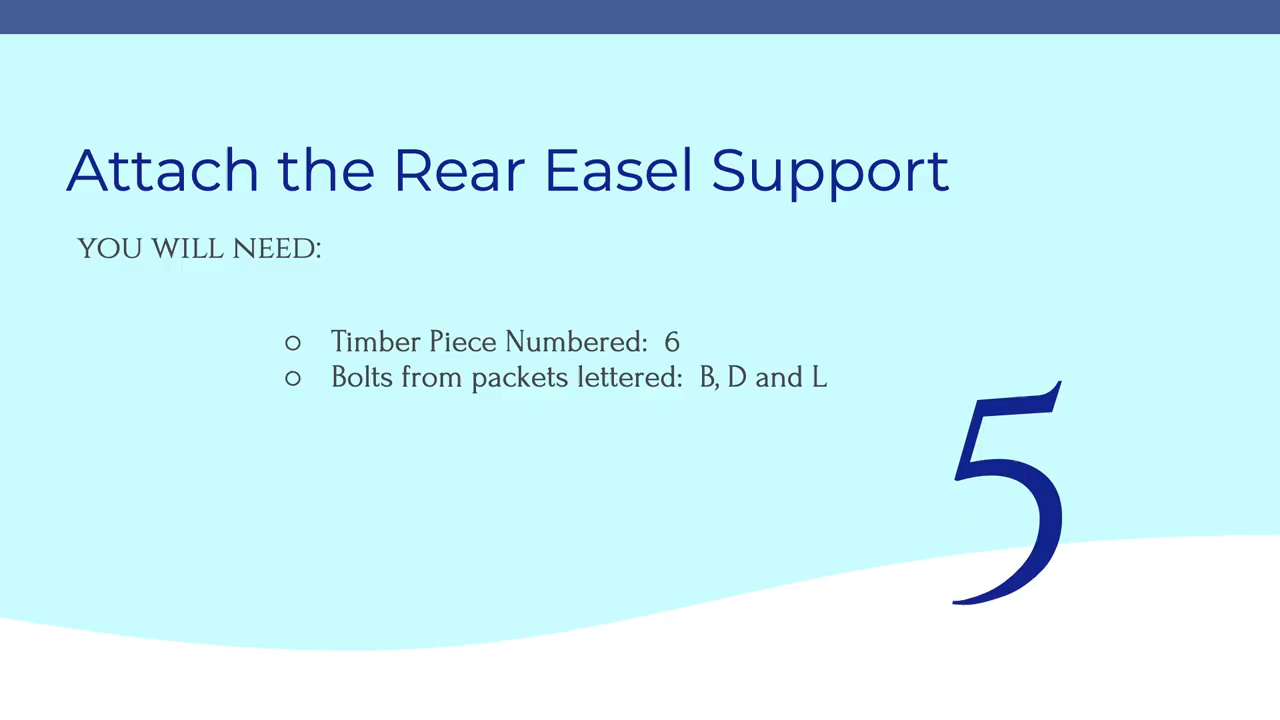 Attach the Rear Easel Support
YOU WILL NEED:
○ Timber Piece Numbered: 6
○ Bolts from packets lettered: B, D and L
5